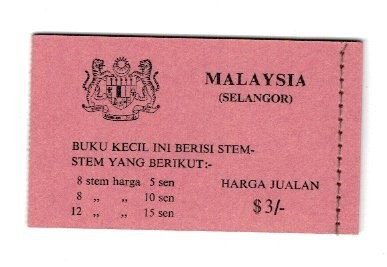 MALAYSIA
(SELANGOR)
BUKU KECIL INI BERISI STEM-
STEM YANG BERIKUT:-
8 stem harga 5 sen
8 „ „ 10 sen
12 „ „ 15 sen
HARGA JUALAN
$3/-